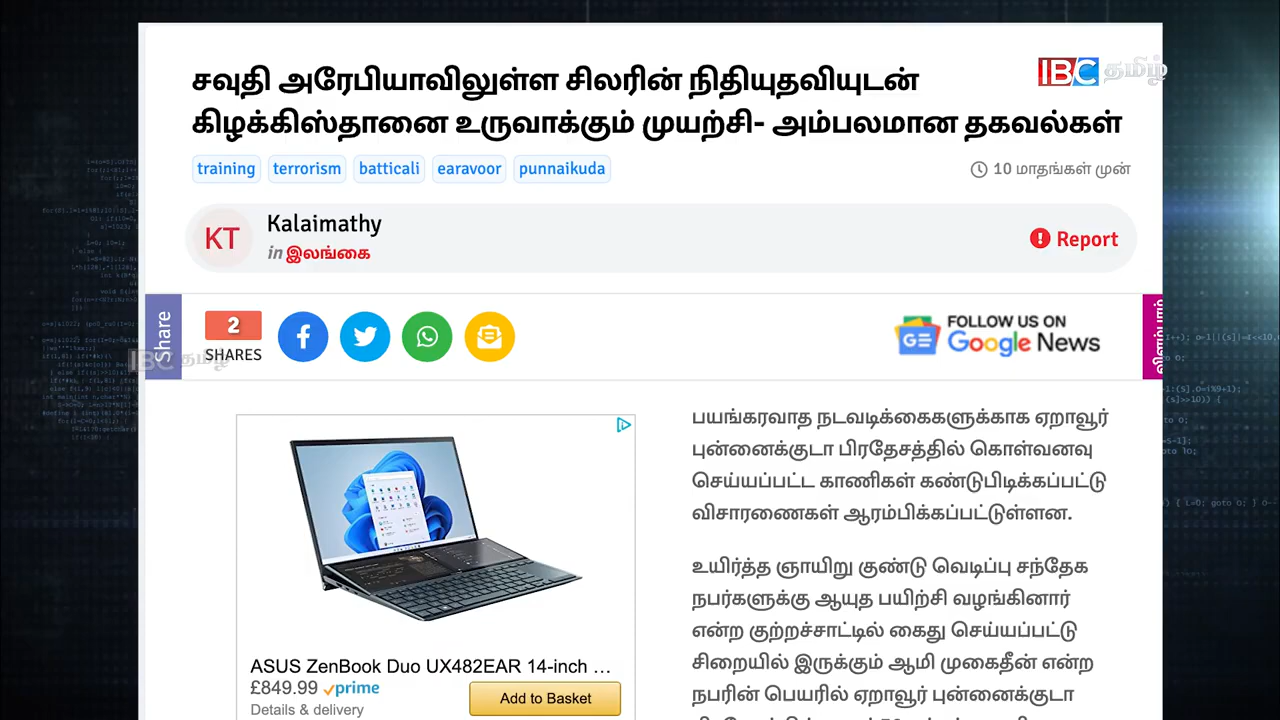 சவுதி அரேபியாவிலுள்ள சிலரின் நிதியுதவியுடன்
கிழக்கிஸ்தானை உருவாக்கும் முயற்சி- அம்பலமான தகவல்கள்
IBC தமிழ்
training terrorism batticali earavoor punnaikuda
10 மாதங்கள் முன்
KT
Kalaimathy
in இலங்கை
Report
Share
2
SHARES
IBC தமிழ்
FOLLOW US ON
Google News
விளம்பரம்
பயங்கரவாத நடவடிக்கைகளுக்காக ஏறாவூர்
புன்னைக்குடா பிரதேசத்தில் கொள்வனவு
செய்யப்பட்ட காணிகள் கண்டுபிடிக்கப்பட்டு
விசாரணைகள் ஆரம்பிக்கப்பட்டுள்ளன.
உயிர்த்த ஞாயிறு குண்டு வெடிப்பு சந்தேக
நபர்களுக்கு ஆயுத பயிற்சி வழங்கினார்
என்ற குற்றச்சாட்டில் கைது செய்யப்பட்டு
சிறையில் இருக்கும் ஆமி முகைதீன் என்ற
நபரின் பெயரில் ஏறாவூர் புன்னைக்குடா
ASUS ZenBook Duo UX482EAR 14-inch ...
£849.99 prime
Details & delivery
Add to Basket